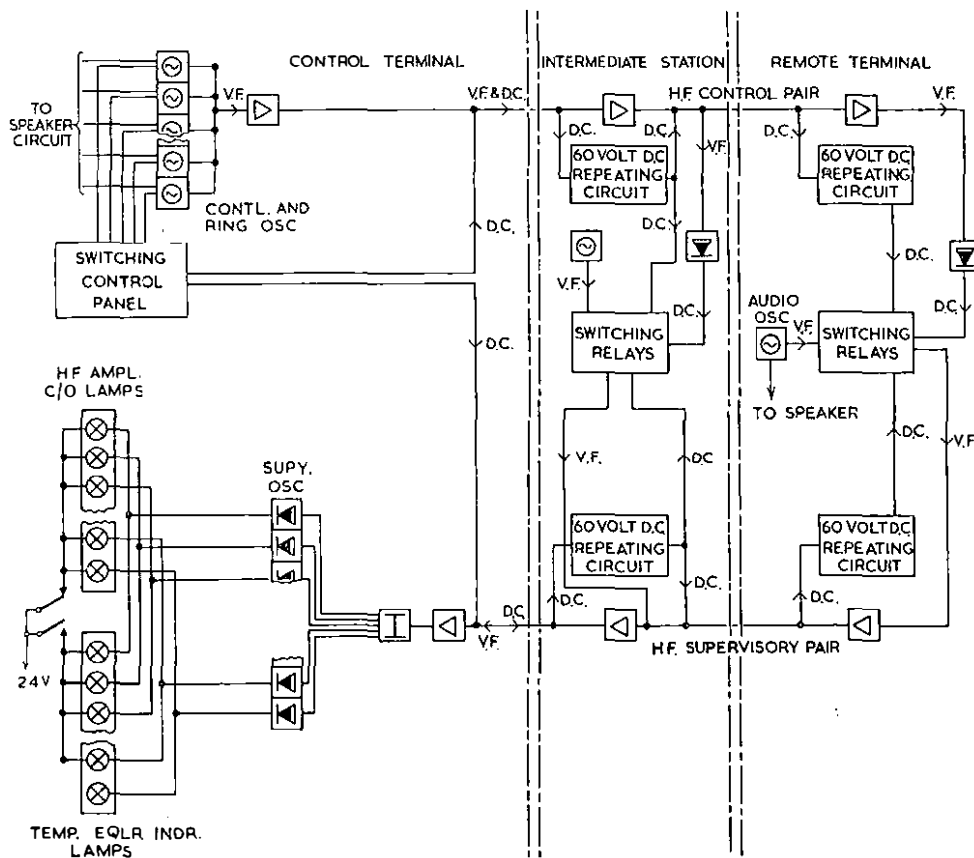 CONTROL TERMINAL
INTERMEDIATE STATION
REMOTE TERMINAL
TO
SPEAKER
CIRCUIT
V.F.
V.F. & D.C.
H.F. CONTROL PAIR
V.F.
CONTL. AND
RING OSC
SWITCHING
CONTROL
PANEL
D.C.
D.C.
D.C.
D.C.
V.F.
60 VOLT D.C
REPEATING
CIRCUIT
D.C.
V.F.
D.C.
SWITCHING
RELAYS
D.C.
60 VOLT D.C
REPEATING
CIRCUIT
D.C.
D.C.
AUDIO
OSC
V.F.
SWITCHING
RELAYS
TO SPEAKER
HF AMPL.
C/O LAMPS
SUPY.
OSC
V.F.
D.C
60 VOLT D.C
REPEATING
CIRCUIT
D.C.
D.C.
D.C.
V.F.
60 VOLT D.C
REPEATING
CIRCUIT
D.C.
D.C.
V.F.
H.F. SUPERVISORY PAIR
24V
TEMP. EQLR INDR.
LAMPS